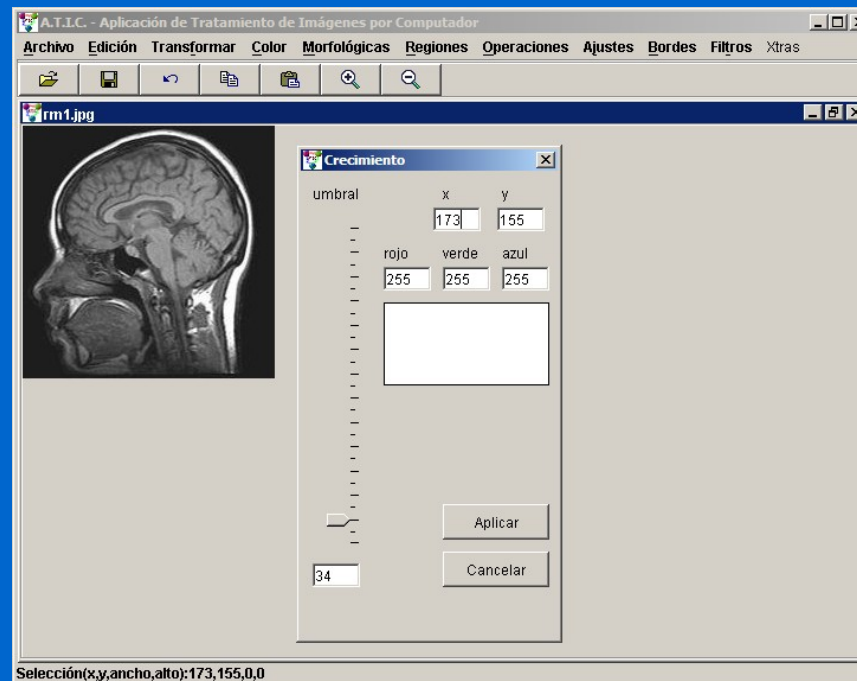 A.T.I.C. - Aplicación de Tratamiento de Imágenes por Computador
Archivo Edición Transformar Color Morfológicas Regiones Operaciones Ajustes Bordes Filtros Xtras
rm1.jpg
Crecimiento
umbral x y
173 155
rojo verde azul
255 255 255
Aplicar
Cancelar
34
Selección(x,y,ancho,alto):173,155,0,0